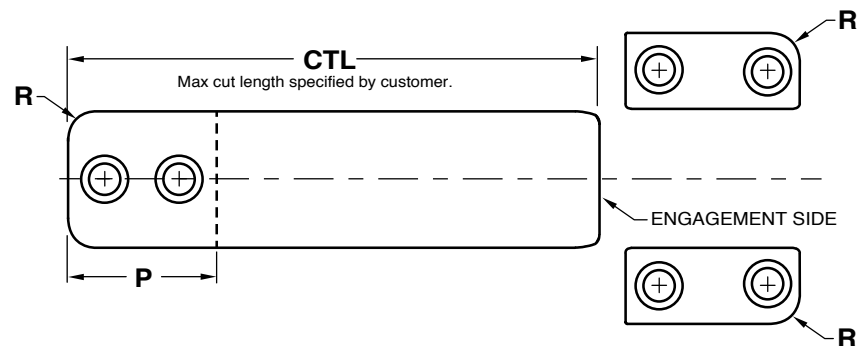 R
CTL
Max cut length specified by customer.
R
ENGAGEMENT SIDE
P
R